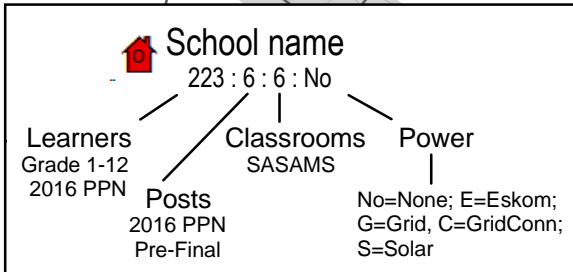 O School name
223 : 6 : 6 : No
Learners
Grade 1-12
2016 PPN
Posts
2016 PPN
Pre-Final
Classrooms
SASAMS
Power
No=None; E=Eskom;
G=Grid, C=GridConn;
S=Solar